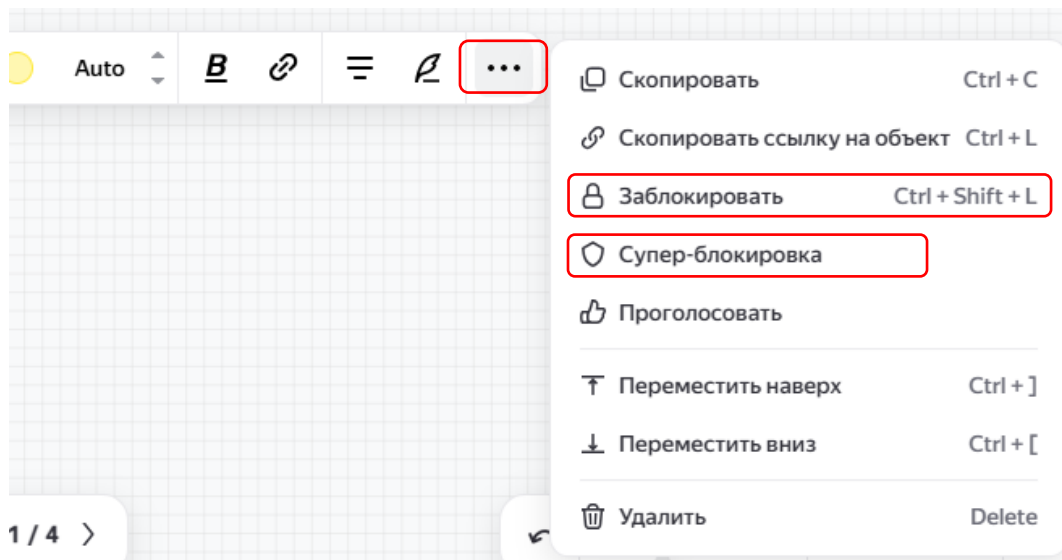 Auto B
Скопировать Ctrl + C
Скопировать ссылку на объект Ctrl + L
Заблокировать Ctrl + Shift + L
Супер-блокировка
Проголосовать
Переместить наверх Ctrl + ]
Переместить вниз Ctrl + [
Удалить Delete
1 / 4